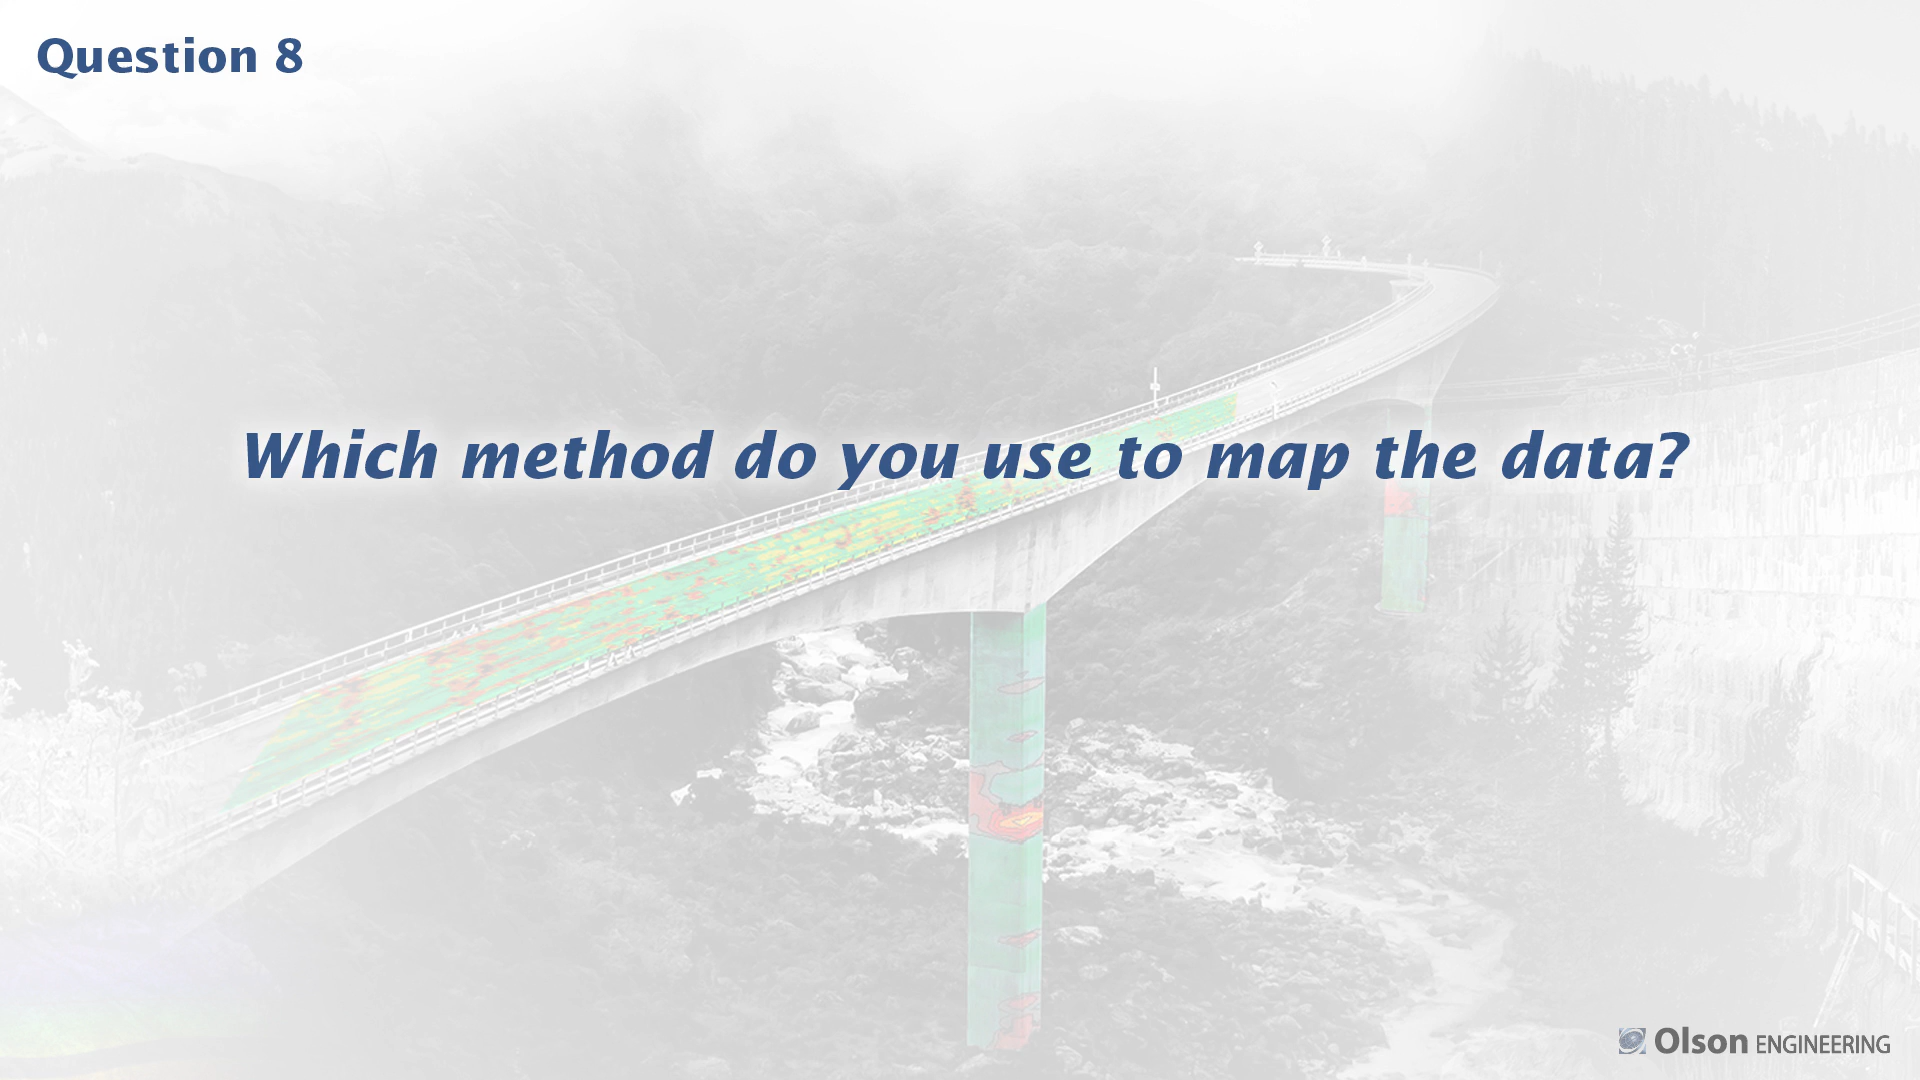 Question 8
Which method do you use to map the data?
Olson ENGINEERING